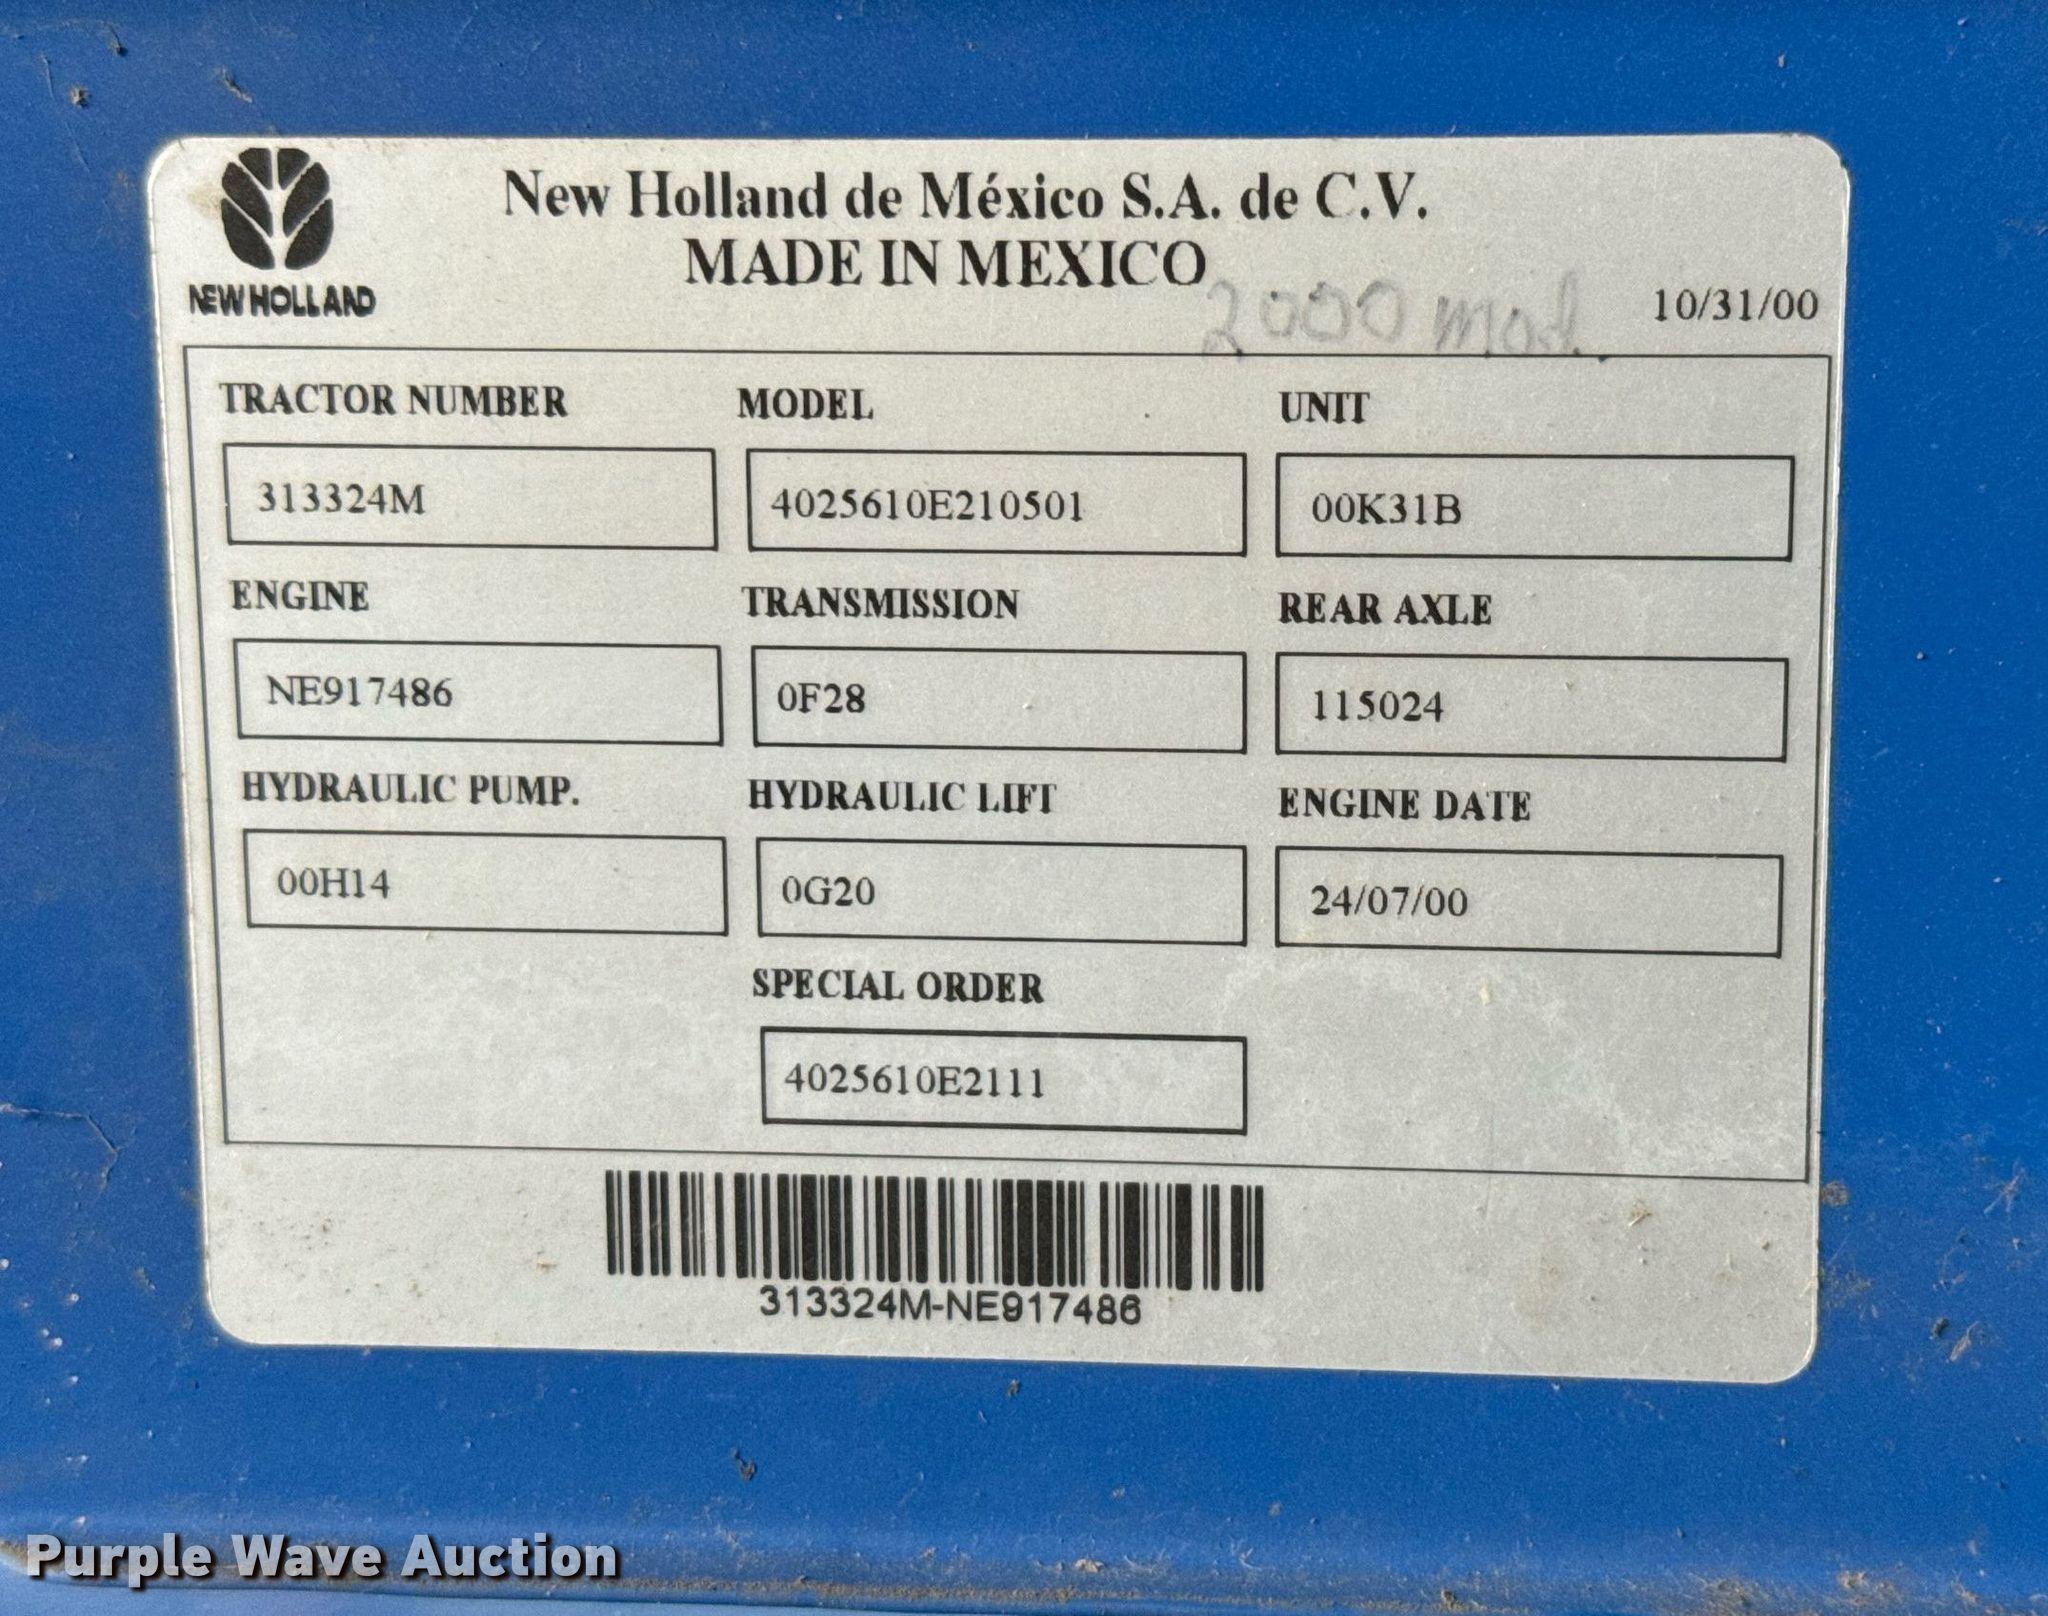 New Holland de México S.A. de C.V.
MADE IN MEXICO
NEW HOLLAND
2000 mod.
10/31/00
TRACTOR NUMBER MODEL UNIT
313324M 4025610E210501 00K31B
ENGINE TRANSMISSION REAR AXLE
NE917486 0F28 115024
HYDRAULIC PUMP. HYDRAULIC LIFT ENGINE DATE
00H14 0G20 24/07/00
SPECIAL ORDER
4025610E2111
313324M-NE917486
Purple Wave Auction